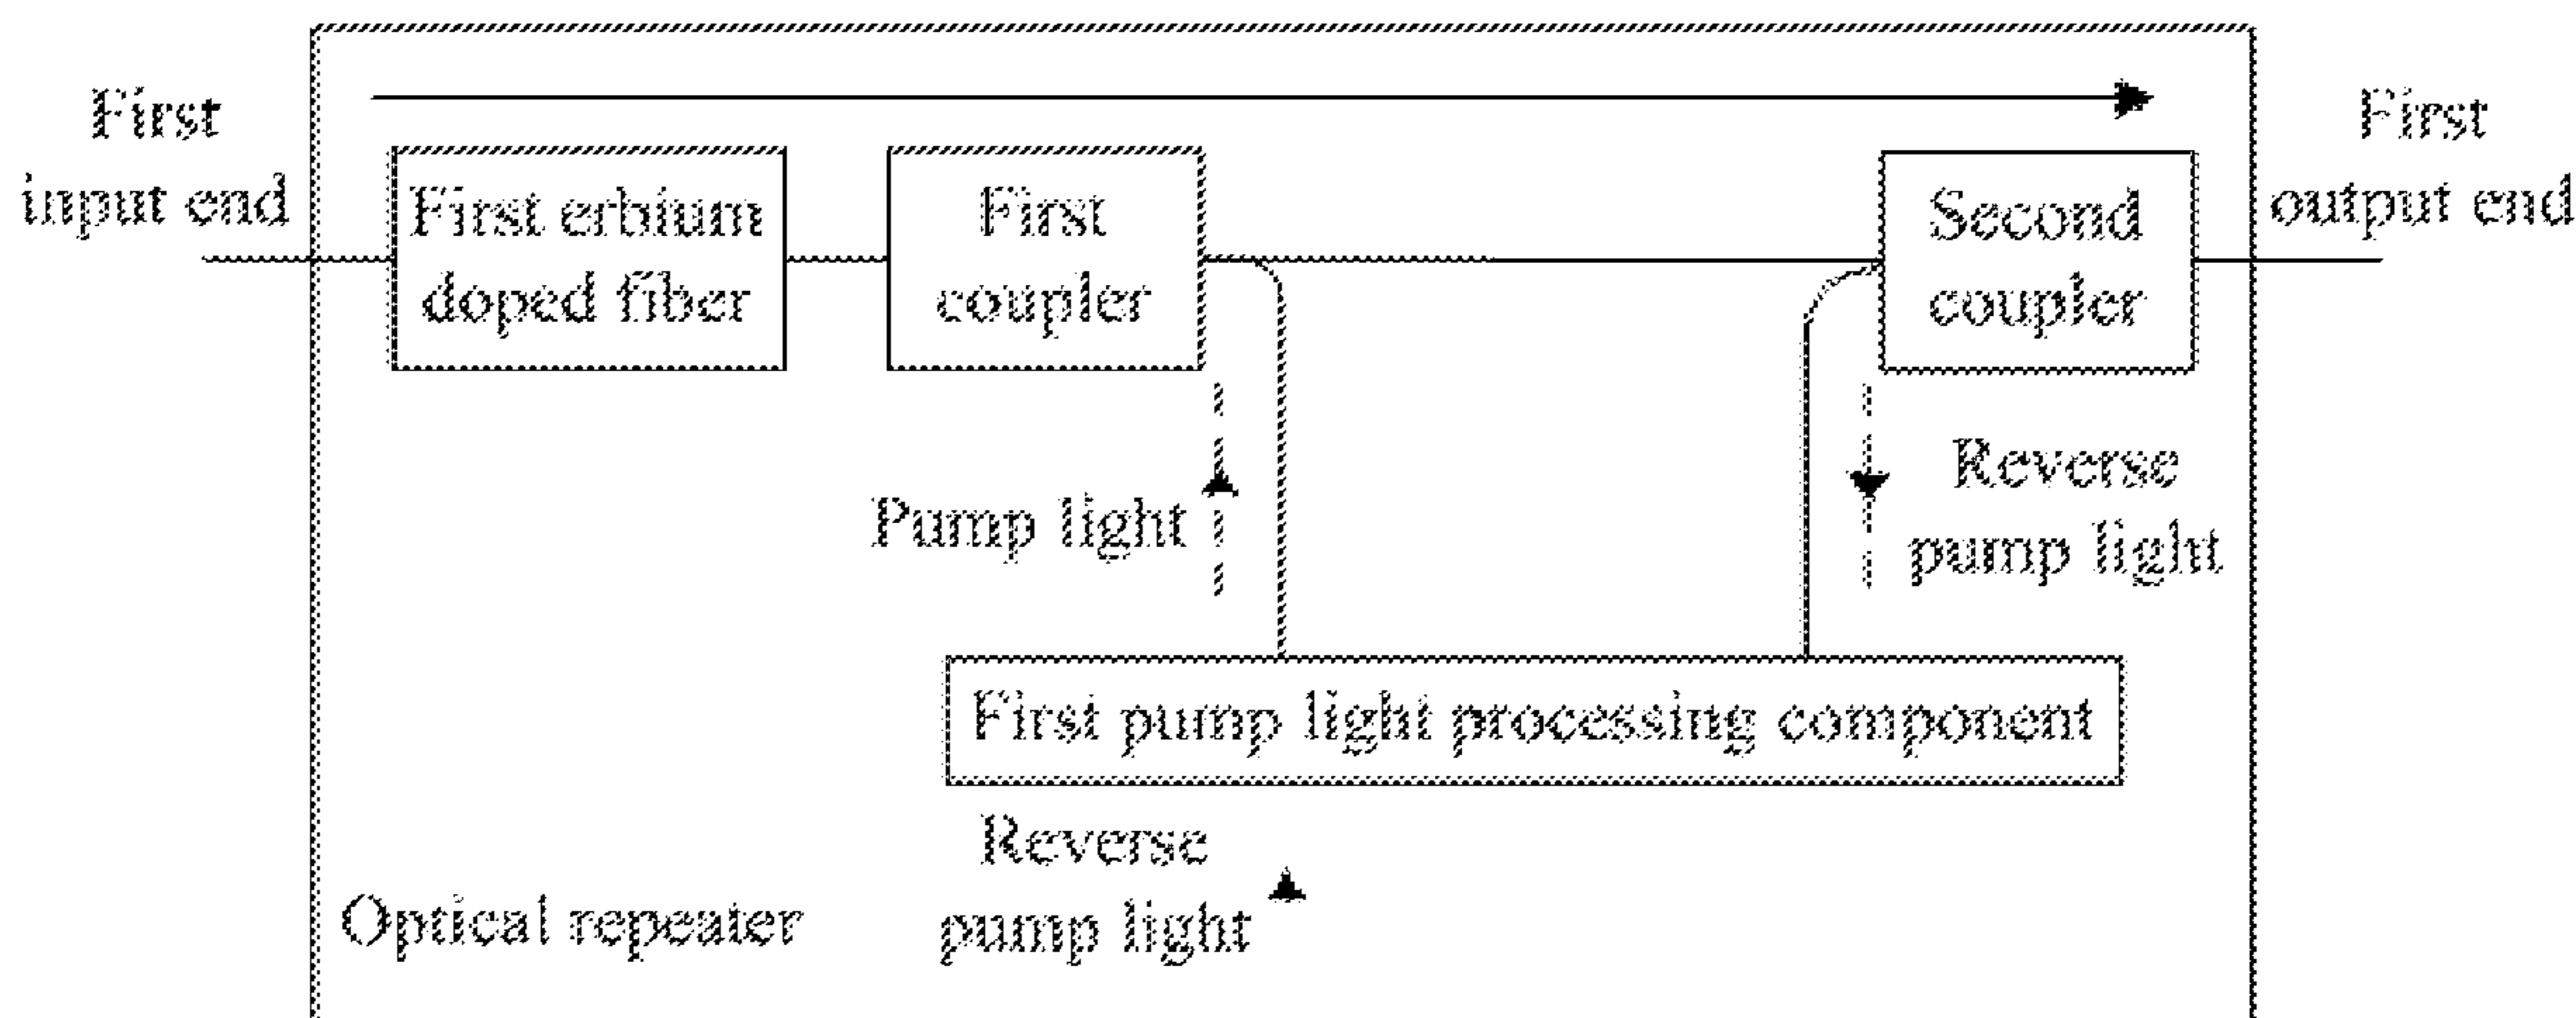 First
input end
First
output end
First erbium
doped fiber
First
coupler
Second
coupler
Pump light
Reverse
pump light
First pump light processing component
Reverse
pump light
Optical repeater